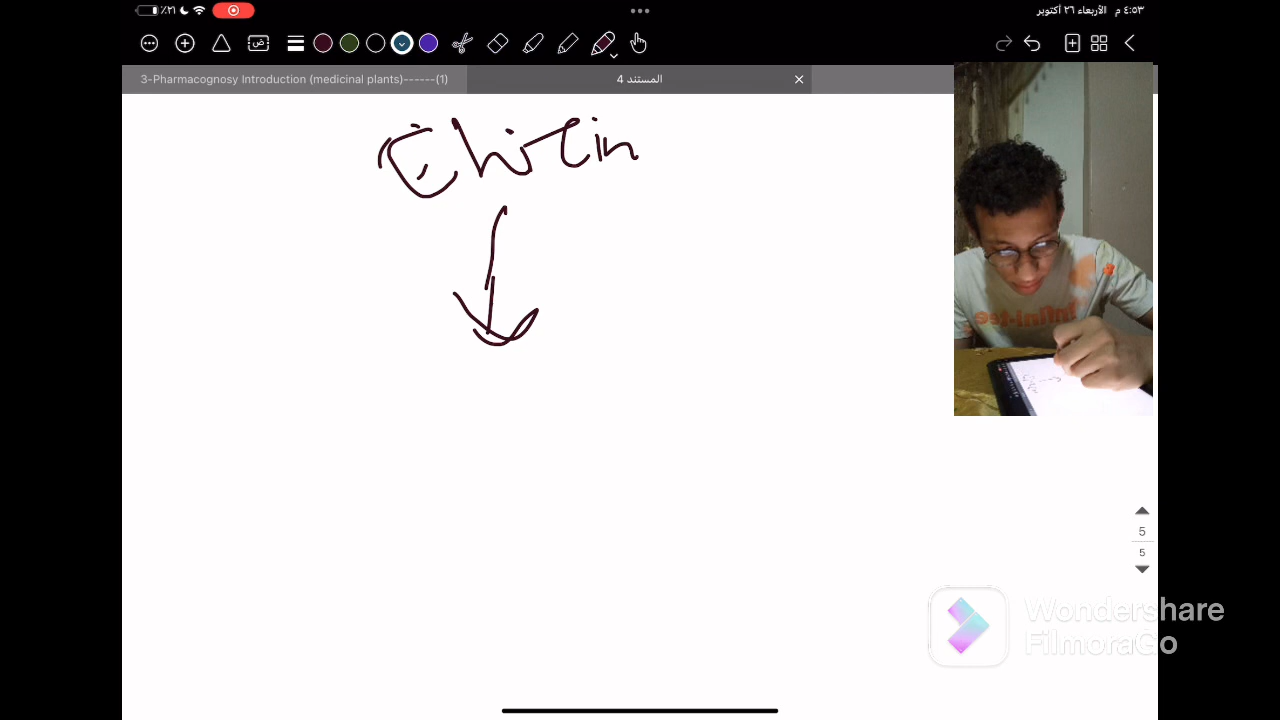 ٪٢١
٤:٥٣ م الأربعاء ٢٦ أكتوبر
3-Pharmacognosy Introduction (medicinal plants)------(1)
المستند 4
Chitin
5
5
Wondershare
FilmoraGo